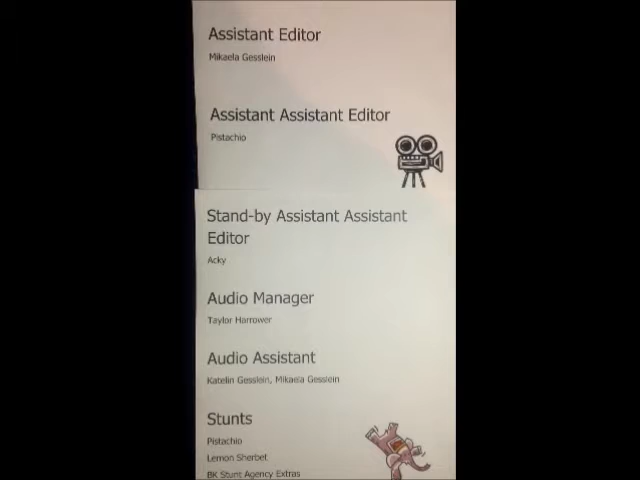 Assistant Editor
Mikaela Gesslein
Assistant Assistant Editor
Pistachio
Stand-by Assistant Assistant
Editor
Acky
Audio Manager
Taylor Harrower
Audio Assistant
Katelin Gesslein, Mikaela Gesslein
Stunts
Pistachio
Lemon Sherbet
BK Stunt Agency Extras